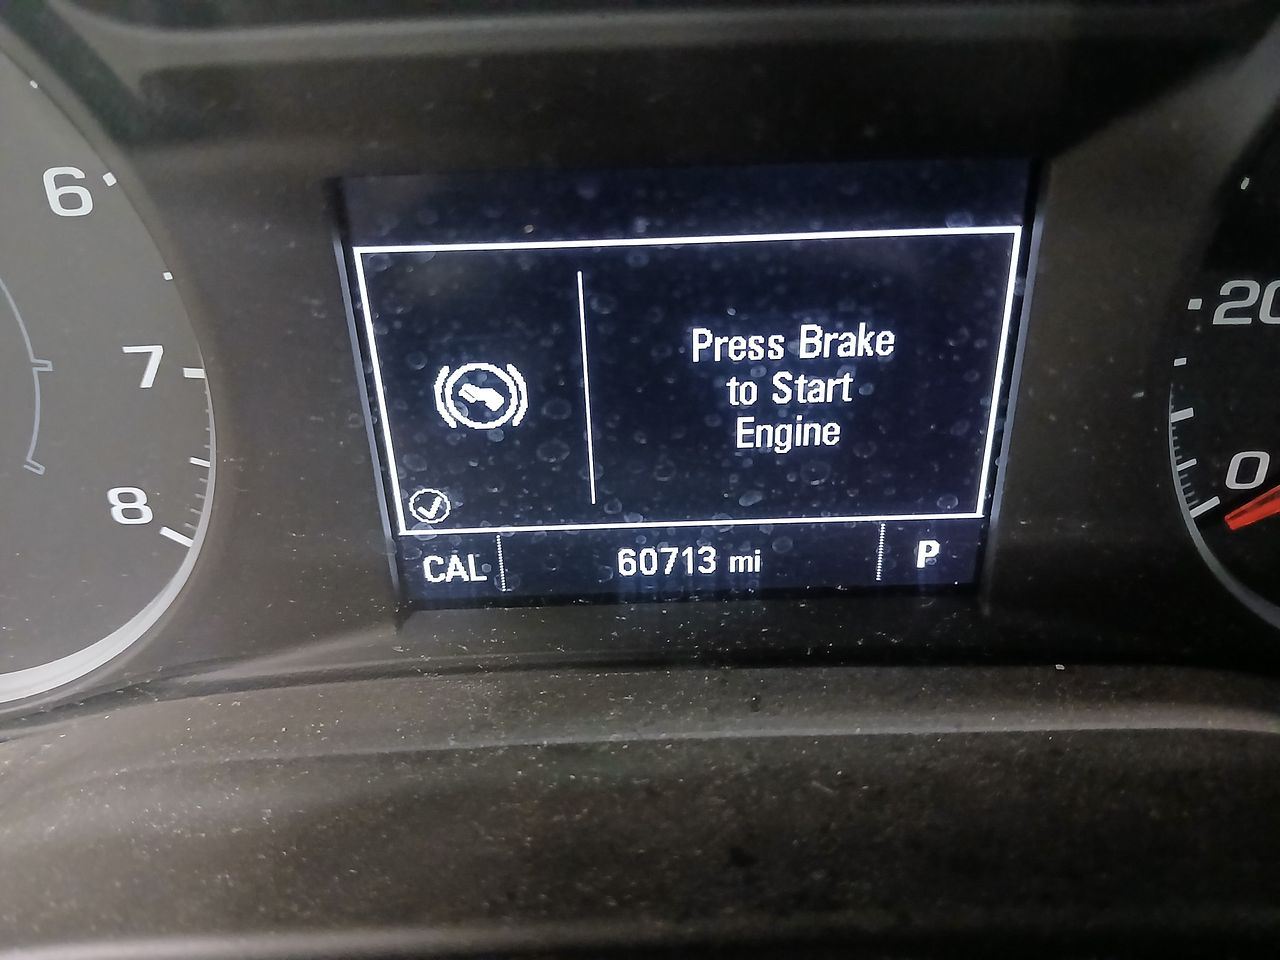 6
7
8
Press Brake
to Start
Engine
CAL 60713 mi P
20
0